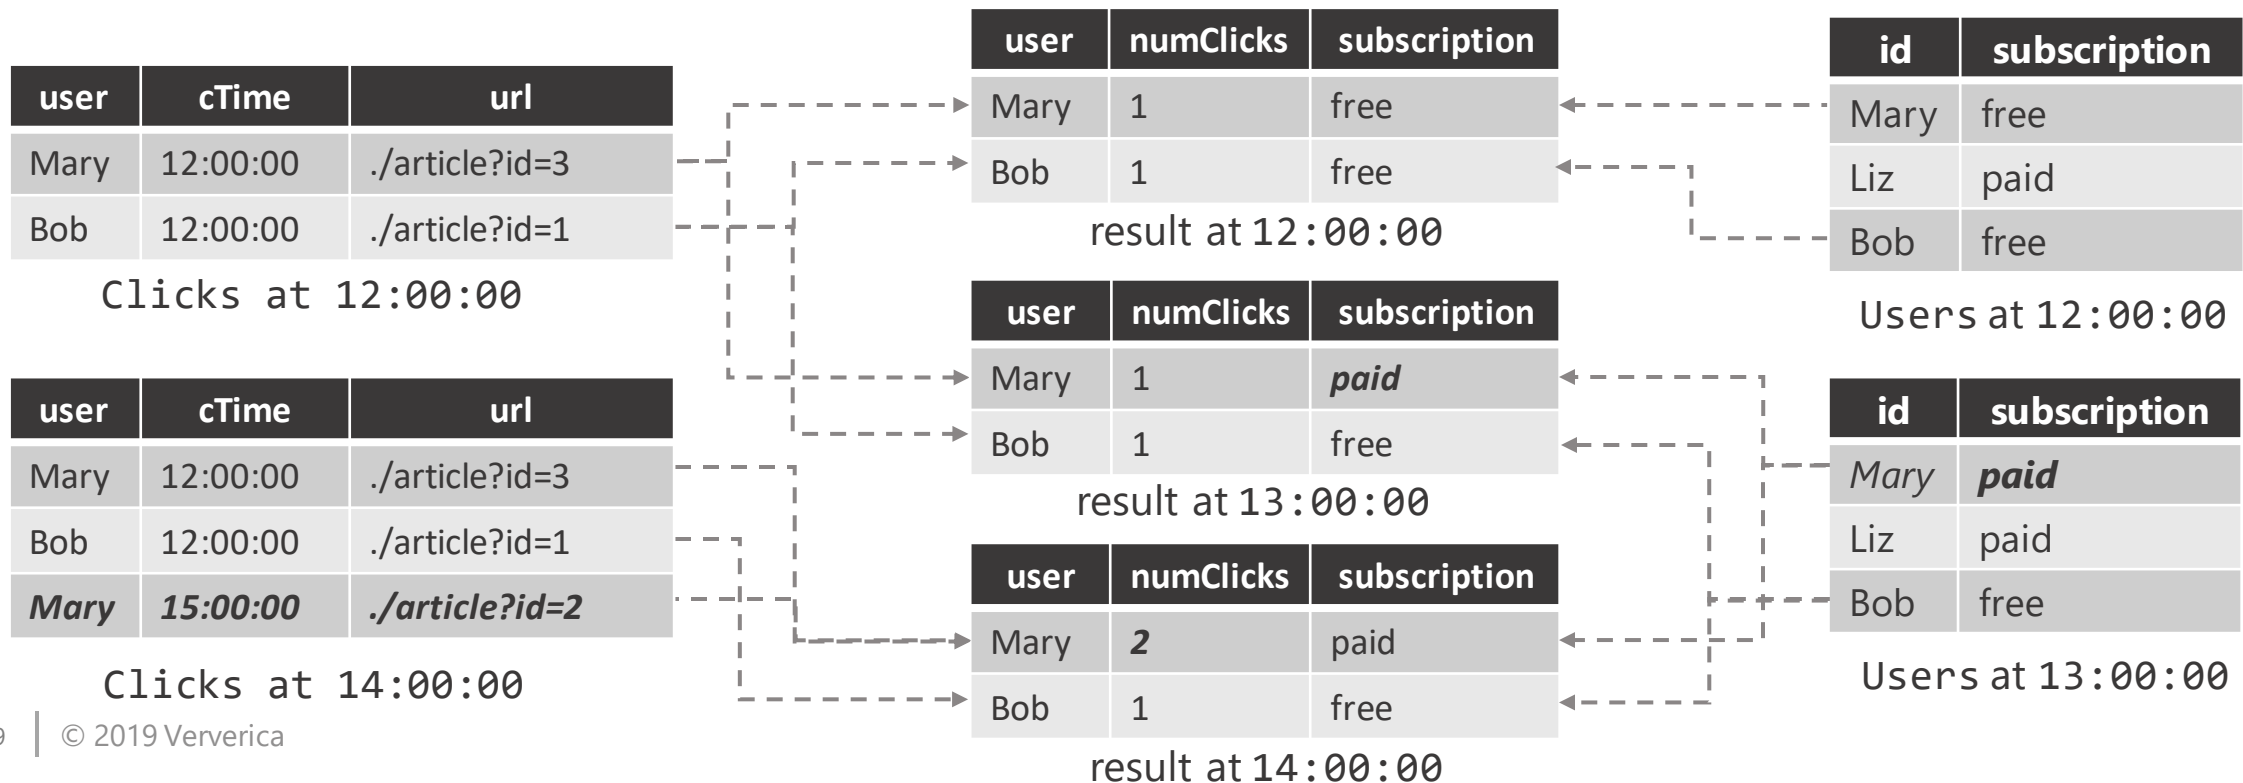 user cTime url
Mary 12:00:00 ./article?id=3
Bob 12:00:00 ./article?id=1
Clicks at 12:00:00
user cTime url
Mary 12:00:00 ./article?id=3
Bob 12:00:00 ./article?id=1
Mary 15:00:00 ./article?id=2
Clicks at 14:00:00
user numClicks subscription
Mary 1 free
Bob 1 free
result at 12:00:00
user numClicks subscription
Mary 1 paid
Bob 1 free
result at 13:00:00
user numClicks subscription
Mary 2 paid
Bob 1 free
result at 14:00:00
id subscription
Mary free
Liz paid
Bob free
Users at 12:00:00
id subscription
Mary paid
Liz paid
Bob free
Users at 13:00:00
9 © 2019 Ververica